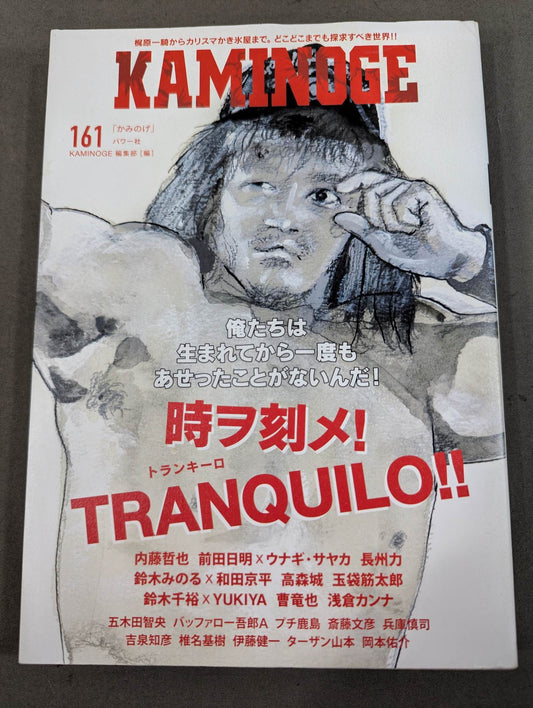 梶原一騎からカリスマかき氷屋まで。どこどこまでも探求すべき世界!!
KAMINOGE
161
「かみのげ」
パワー社
KAMINOGE 編集部 [編]
俺たちは
生まれてから一度も
あせったことがないんだ!
時ヲ刻メ!
トランキーロ
TRANQUILO!!
内藤哲也 前田日明×ウナギ・サヤカ 長州力
鈴木みのる×和田京平 高森城 玉袋筋太郎
鈴木千裕×YUKIYA 曹竜也 浅倉カンナ
五木田智央 バッファロー吾郎A プチ鹿島 斎藤文彦 兵庫慎司
吉泉知彦 椎名基樹 伊藤健一 ターザン山本 岡本佑介